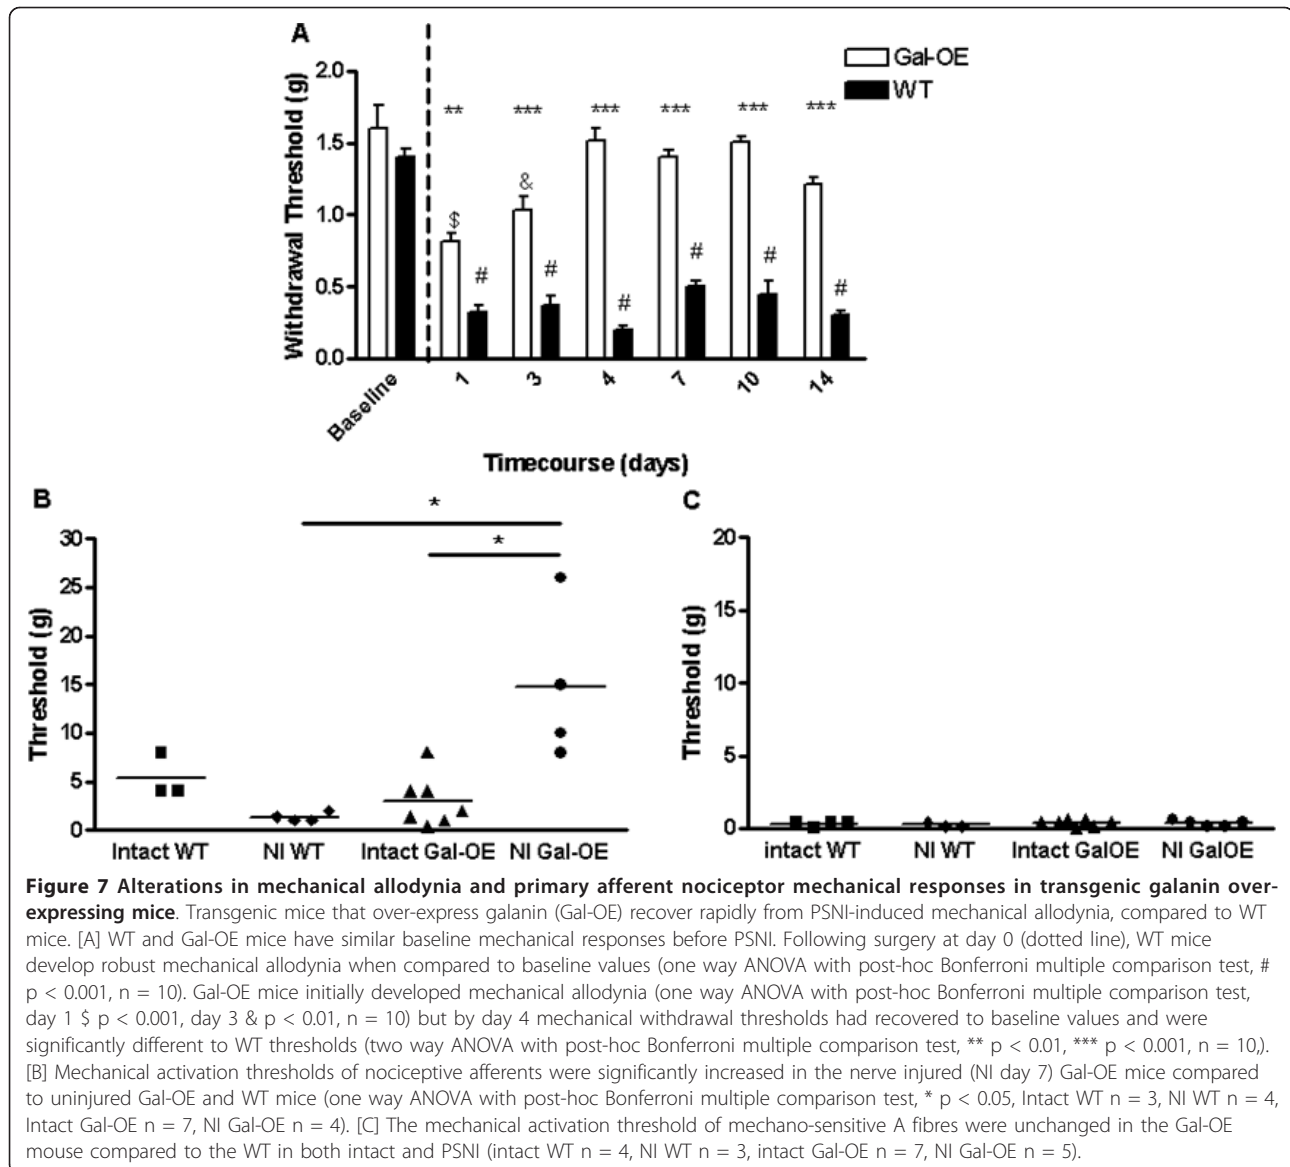 A
Gal-OE
WT
Withdrawal Threshold (g)
2.0
1.5
1.0
0.5
0.0
** *** *** *** *** ***
$ & # # # # # #
Baseline 1 3 4 7 10 14
Timecourse (days)
B
*
*
Threshold (g)
30
25
20
15
10
5
0
Intact WT NI WT Intact Gal-OE NI Gal-OE
C
Threshold (g)
20
15
10
5
0
intact WT NI WT Intact GalOE NI GalOE
Figure 7 Alterations in mechanical allodynia and primary afferent nociceptor mechanical responses in transgenic galanin over-
expressing mice. Transgenic mice that over-express galanin (Gal-OE) recover rapidly from PSNI-induced mechanical allodynia, compared to WT
mice. [A] WT and Gal-OE mice have similar baseline mechanical responses before PSNI. Following surgery at day 0 (dotted line), WT mice
develop robust mechanical allodynia when compared to baseline values (one way ANOVA with post-hoc Bonferroni multiple comparison test, #
p < 0.001, n = 10). Gal-OE mice initially developed mechanical allodynia (one way ANOVA with post-hoc Bonferroni multiple comparison test,
day 1 $ p < 0.001, day 3 & p < 0.01, n = 10) but by day 4 mechanical withdrawal thresholds had recovered to baseline values and were
significantly different to WT thresholds (two way ANOVA with post-hoc Bonferroni multiple comparison test, ** p < 0.01, *** p < 0.001, n = 10,).
[B] Mechanical activation thresholds of nociceptive afferents were significantly increased in the nerve injured (NI day 7) Gal-OE mice compared
to uninjured Gal-OE and WT mice (one way ANOVA with post-hoc Bonferroni multiple comparison test, * p < 0.05, Intact WT n = 3, NI WT n = 4,
Intact Gal-OE n = 7, NI Gal-OE n = 4). [C] The mechanical activation threshold of mechano-sensitive A fibres were unchanged in the Gal-OE
mouse compared to the WT in both intact and PSNI (intact WT n = 4, NI WT n = 3, intact Gal-OE n = 7, NI Gal-OE n = 5).